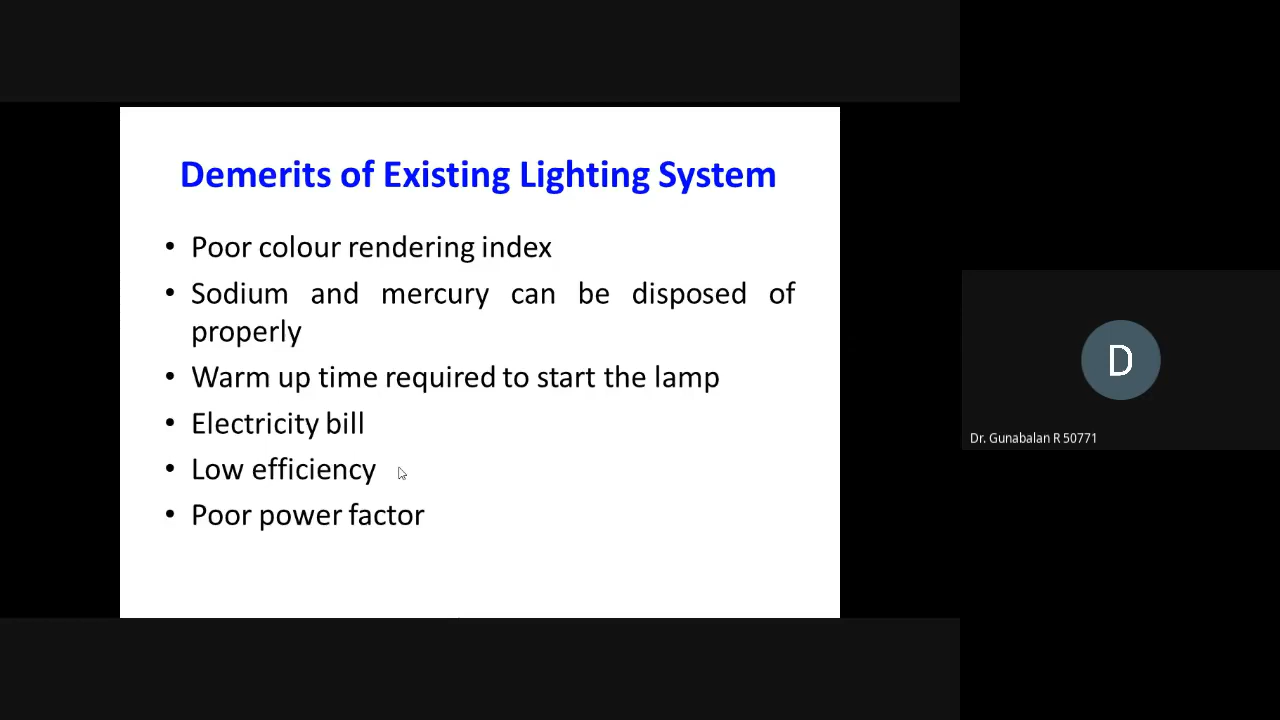 Demerits of Existing Lighting System
• Poor colour rendering index
• Sodium and mercury can be disposed of
properly
• Warm up time required to start the lamp
• Electricity bill
• Low efficiency
• Poor power factor
D
Dr. Gunabalan R 50771